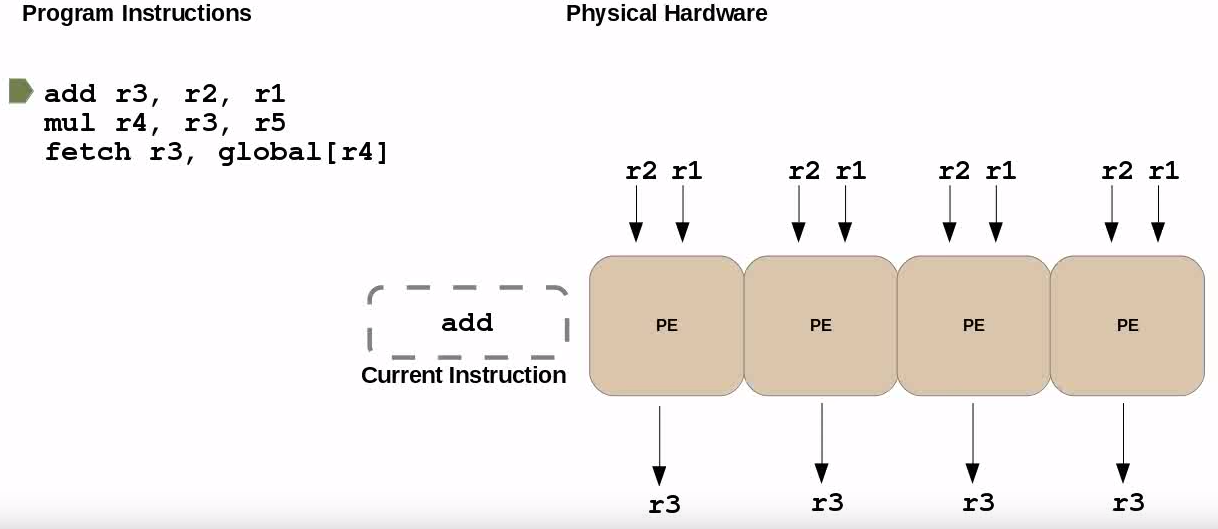 Program Instructions
Physical Hardware
add r3, r2, r1
mul r4, r3, r5
fetch r3, global[r4]
r2 r1 r2 r1 r2 r1 r2 r1
add
PE PE PE PE
Current Instruction
r3 r3 r3 r3